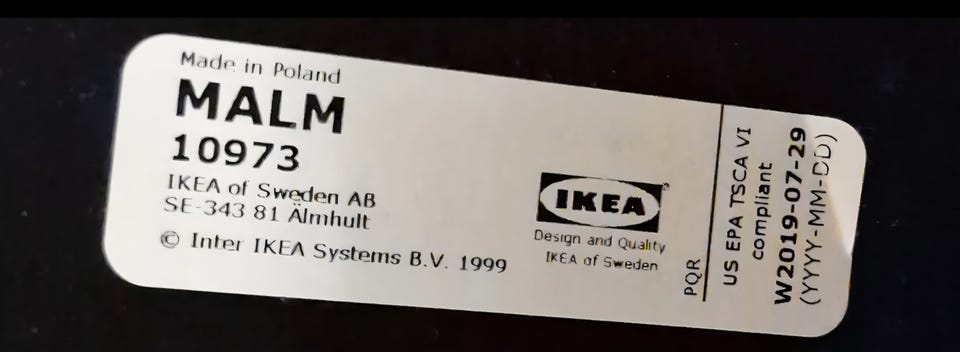 Made in Poland
MALM
10973
IKEA of Sweden AB
SE-343 81 Älmhult
© Inter IKEA Systems B.V. 1999
IKEA
®
Design and Quality
IKEA of Sweden
PQR
US EPA TSCA VI
compliant
W2019-07-29
(YYYY-MM-DD)